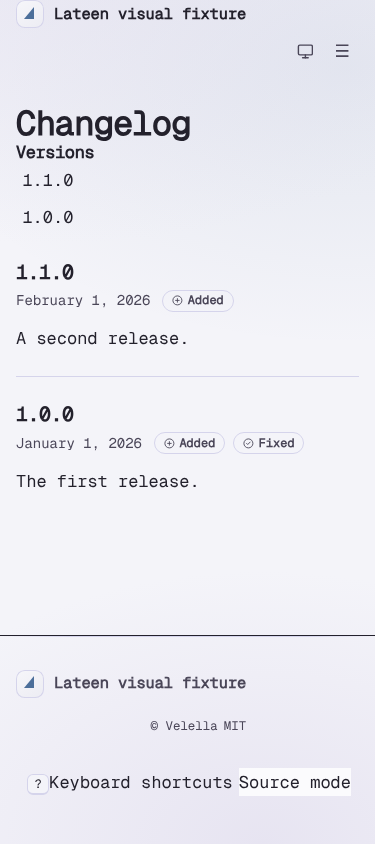 Lateen visual fixture
Changelog
Versions
1.1.0
1.0.0
1.1.0
February 1, 2026 Added
A second release.
1.0.0
January 1, 2026 Added Fixed
The first release.
Lateen visual fixture
© Velella MIT
? Keyboard shortcuts Source mode